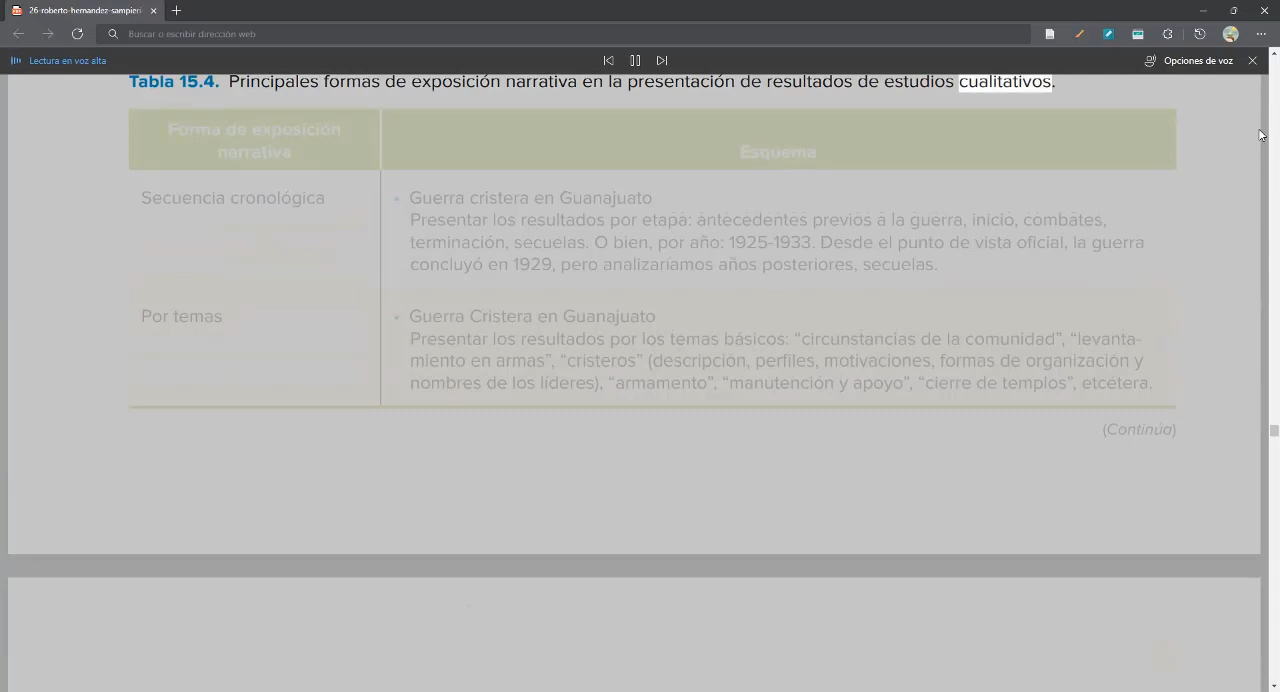 26-roberto-hernandez-sampieri
Buscar o escribir dirección web
Lectura en voz alta
Opciones de voz
Tabla 15.4. Principales formas de exposición narrativa en la presentación de resultados de estudios cualitativos.
Forma de exposición
narrativa
Esquema
Secuencia cronológica
• Guerra cristera en Guanajuato
Presentar los resultados por etapa: antecedentes previos a la guerra, inicio, combates,
terminación, secuelas. O bien, por año: 1925-1933. Desde el punto de vista oficial, la guerra
concluyó en 1929, pero analizaríamos años posteriores, secuelas.
Por temas
• Guerra Cristera en Guanajuato
Presentar los resultados por los temas básicos: “circunstancias de la comunidad”, “levanta-
miento en armas”, “cristeros” (descripción, perfiles, motivaciones, formas de organización y
nombres de los líderes), “armamento”, “manutención y apoyo”, “cierre de templos”, etcétera.
(Continúa)